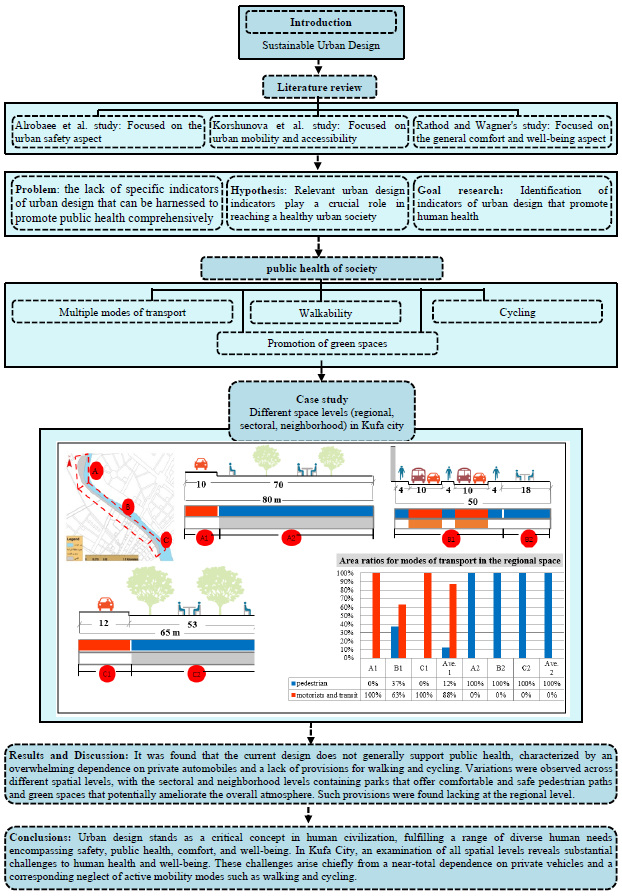 Introduction
Sustainable Urban Design
Literature review
Alrobaee et al. study: Focused on the
urban safety aspect
Korshunova et al. study: Focused on
urban mobility and accessibility
Rathod and Wagner's study: Focused on
the general comfort and well-being aspect
Problem: the lack of specific indicators
of urban design that can be harnessed to
promote public health comprehensively
Hypothesis: Relevant urban design
indicators play a crucial role in
reaching a healthy urban society
Goal research: Identification of
indicators of urban design that promote
human health
public health of society
Multiple modes of transport
Walkability
Cycling
Promotion of green spaces
Case study
Different space levels (regional,
sectoral, neighborhood) in Kufa city
A
B
C
Legend
10 70
80 m
A1 A2
4 10 4 10 4 18
50
B1 B2
12 53
65 m
C1 C2
Area ratios for modes of transport in the regional space
100%
90%
80%
70%
60%
50%
40%
30%
20%
10%
0%
A1 B1 C1 Ave. 1 A2 B2 C2 Ave. 2
pedestrian 0% 37% 0% 12% 100% 100% 100% 100%
motorists and transit 100% 63% 100% 88% 0% 0% 0% 0%
Results and Discussion: It was found that the current design does not generally support public health, characterized by an
overwhelming dependence on private automobiles and a lack of provisions for walking and cycling. Variations were observed across
different spatial levels, with the sectoral and neighborhood levels containing parks that offer comfortable and safe pedestrian paths
and green spaces that potentially ameliorate the overall atmosphere. Such provisions were found lacking at the regional level.
Conclusions: Urban design stands as a critical concept in human civilization, fulfilling a range of diverse human needs
encompassing safety, public health, comfort, and well-being. In Kufa City, an examination of all spatial levels reveals substantial
challenges to human health and well-being. These challenges arise chiefly from a near-total dependence on private vehicles and a
corresponding neglect of active mobility modes such as walking and cycling.